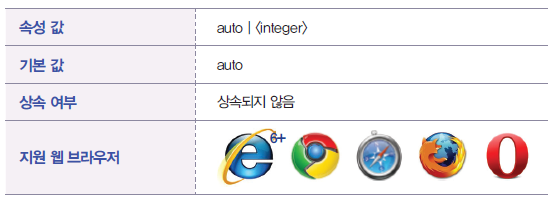 속성 값 auto | <integer>
기본 값 auto
상속 여부 상속되지 않음
지원 웹 브라우저 6+